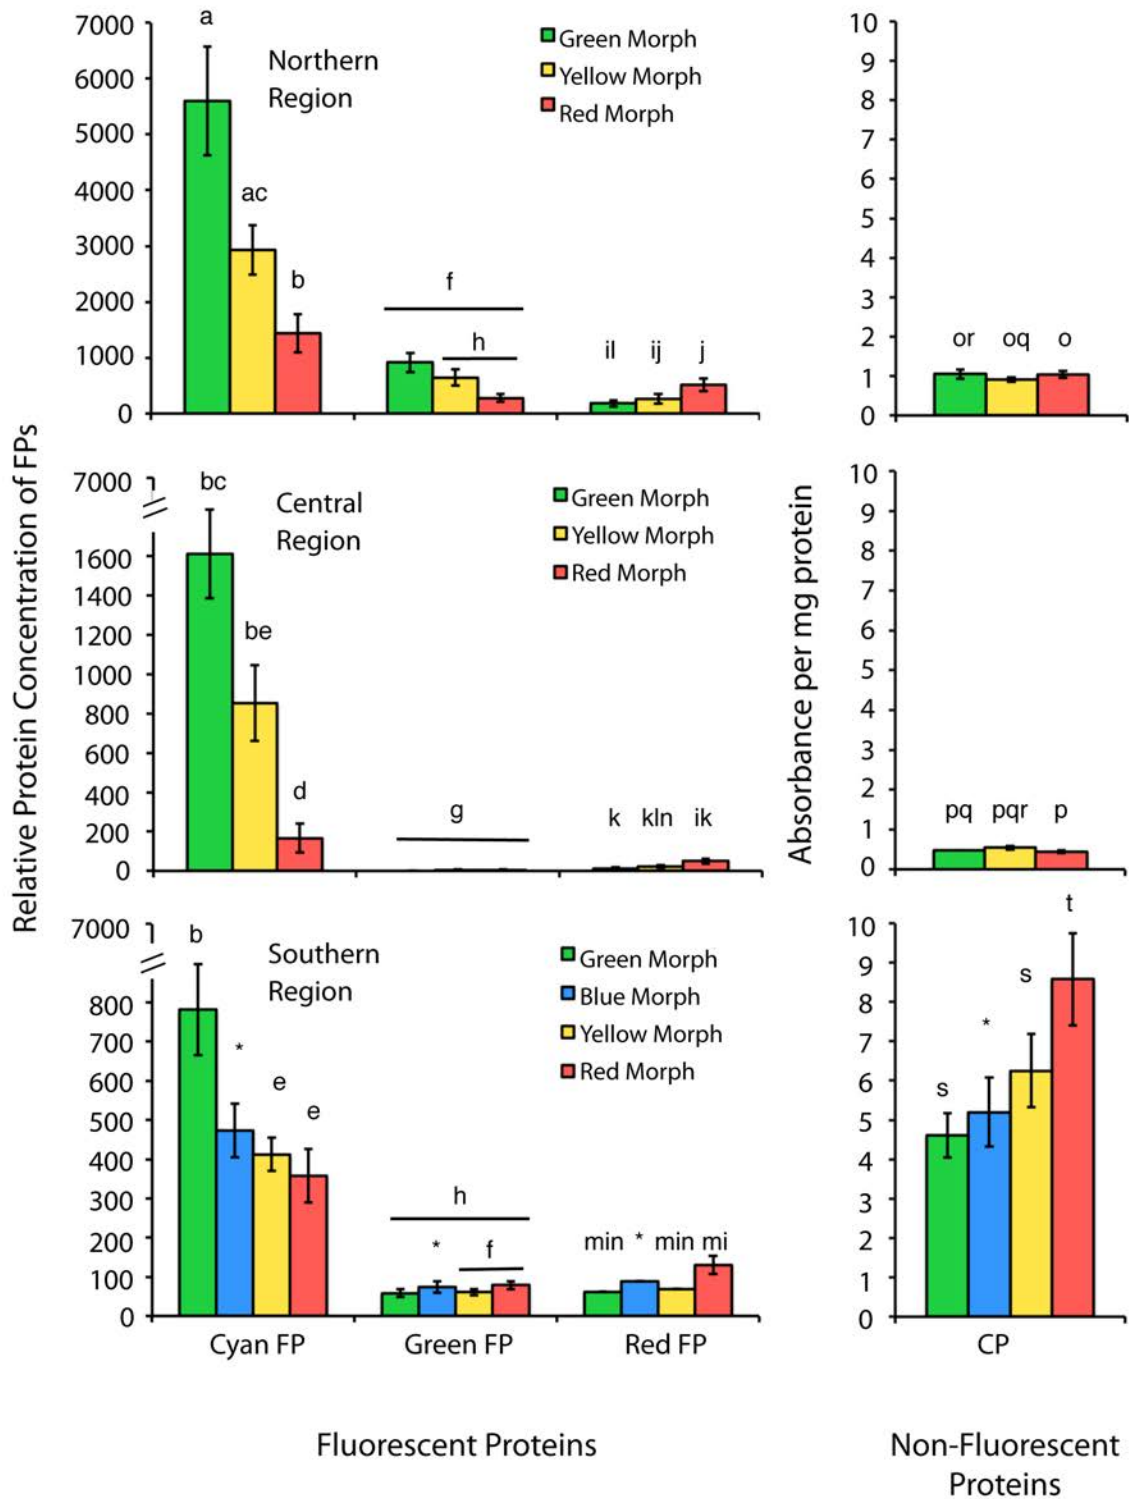 Relative Protein Concentration of FPs
7000
6000
5000
4000
3000
2000
1000
0
a
ac
b
Northern
Region
f
h
il
ij
j
Green Morph
Yellow Morph
Red Morph
10
9
8
7
6
5
4
3
2
1
0
or
oq
o
7000
1600
1400
1200
1000
800
600
400
200
0
bc
be
d
Central
Region
g
k
kln
ik
Green Morph
Yellow Morph
Red Morph
Absorbance per mg protein
10
9
8
7
6
5
4
3
2
1
0
pq
pqr
p
7000
800
700
600
500
400
300
200
100
0
b
*
e
e
Southern
Region
h
*
f
min * min mi
Green Morph
Blue Morph
Yellow Morph
Red Morph
10
9
8
7
6
5
4
3
2
1
0
s
*
s
t
Cyan FP
Green FP
Red FP
CP
Fluorescent Proteins
Non-Fluorescent
Proteins